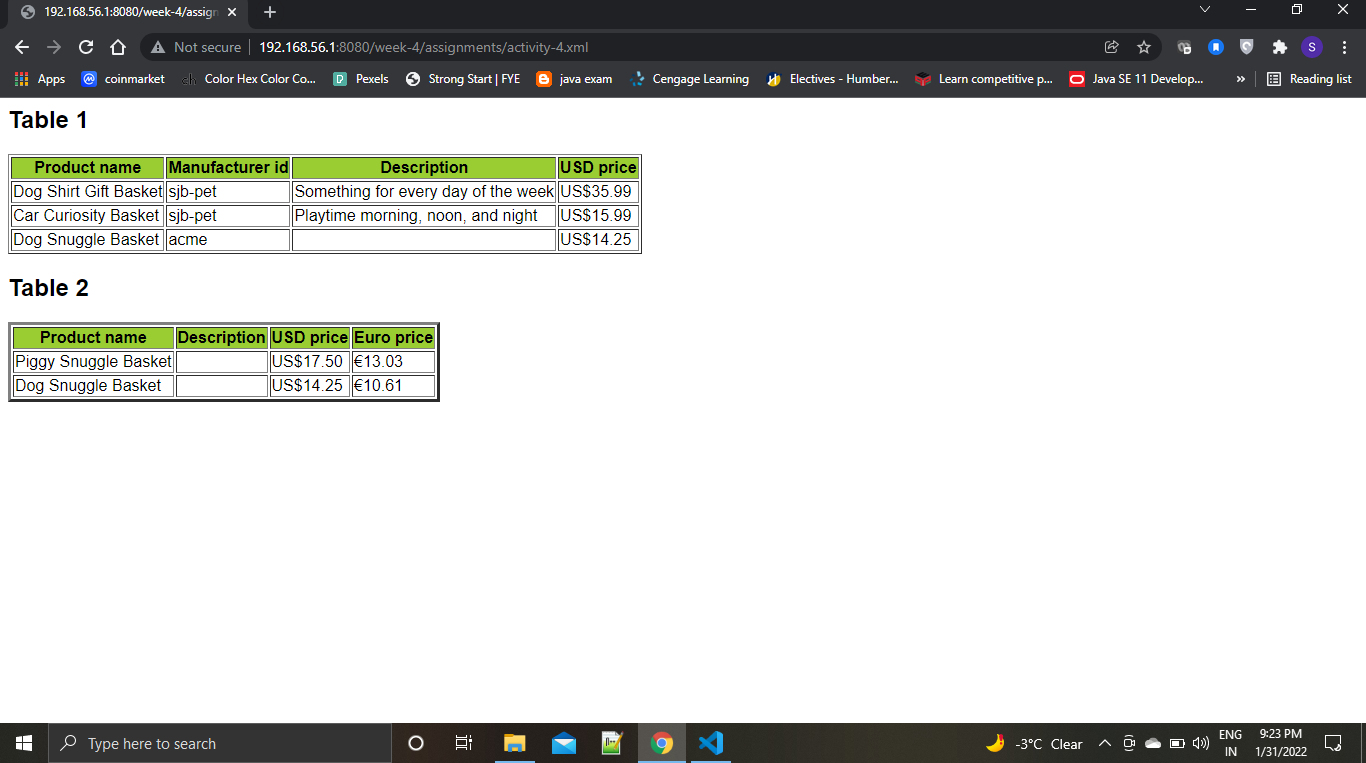 192.168.56.1:8080/week-4/assign
Not secure 192.168.56.1:8080/week-4/assignments/activity-4.xml S
Apps coinmarket ch Color Hex Color Co... Pexels Strong Start | FYE java exam Cengage Learning Electives - Humber... Learn competitive p... Java SE 11 Develop... » Reading list
Table 1
Product name Manufacturer id Description USD price
Dog Shirt Gift Basket sjb-pet Something for every day of the week US$35.99
Car Curiosity Basket sjb-pet Playtime morning, noon, and night US$15.99
Dog Snuggle Basket acme US$14.25
Table 2
Product name Description USD price Euro price
Piggy Snuggle Basket US$17.50 €13.03
Dog Snuggle Basket US$14.25 €10.61
Type here to search -3°C Clear ENG 9:23 PM
IN 1/31/2022